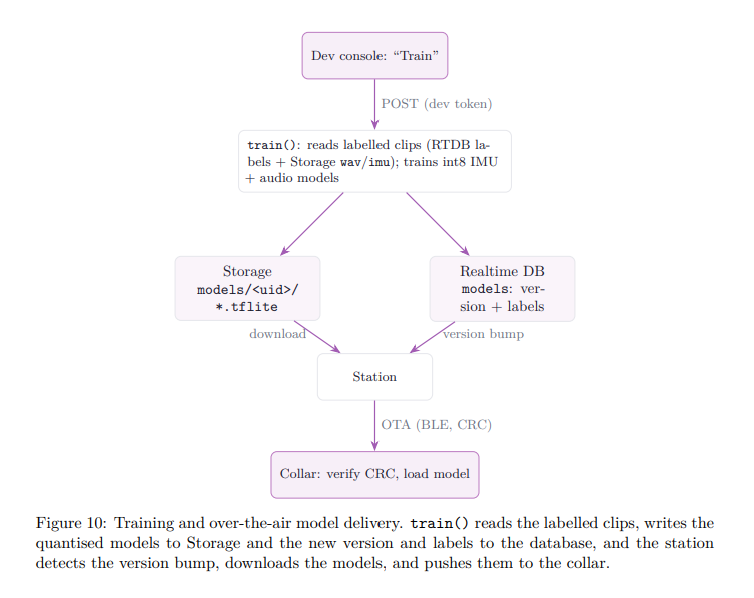 Dev console: “Train”
POST (dev token)
train(): reads labelled clips (RTDB la-
bels + Storage wav/imu); trains int8 IMU
+ audio models
Storage
models/<uid>/
*.tflite
Realtime DB
models: ver-
sion + labels
download
version bump
Station
OTA (BLE, CRC)
Collar: verify CRC, load model
Figure 10: Training and over-the-air model delivery. train() reads the labelled clips, writes the
quantised models to Storage and the new version and labels to the database, and the station
detects the version bump, downloads the models, and pushes them to the collar.